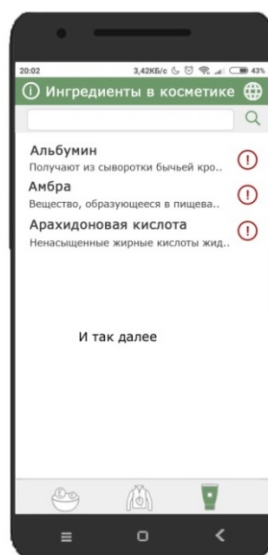 20:02 3,42КБ/с 43%
Ингредиенты в косметике
Альбумин
Получают из сыворотки бычьей кро..
Амбра
Вещество, образующееся в пищева..
Арахидоновая кислота
Ненасыщенные жирные кислоты жид..
И так далее